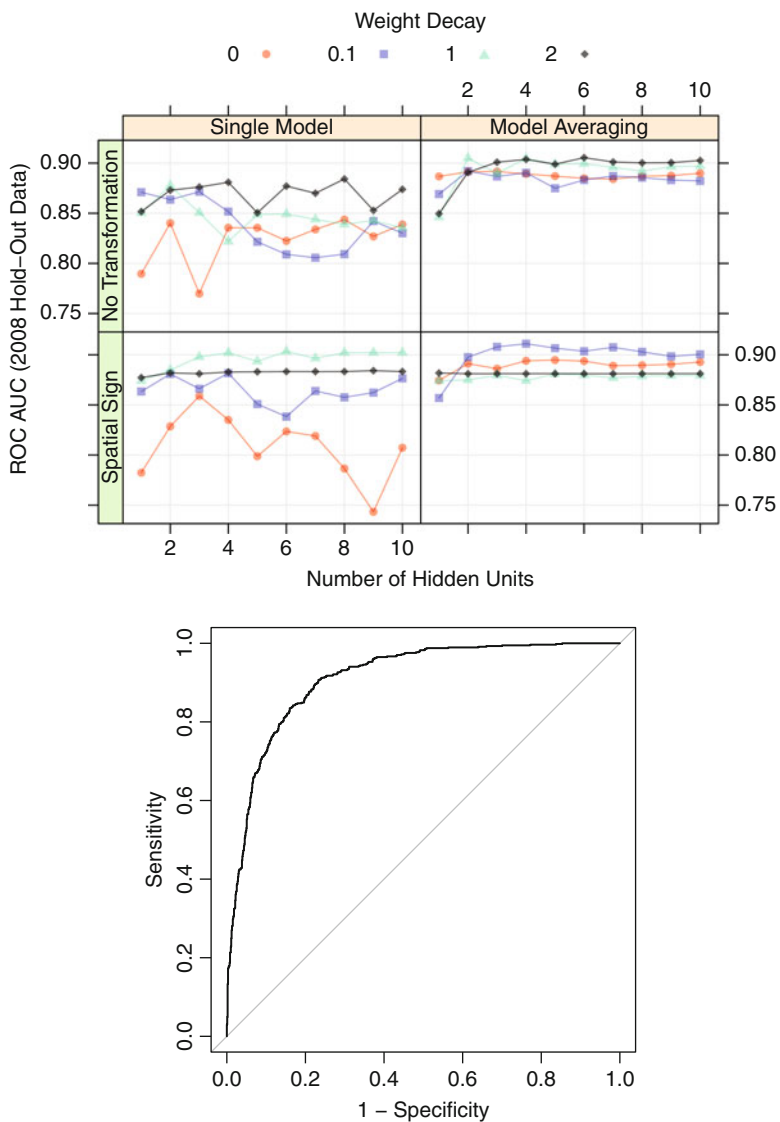 Weight Decay
0 0.1 1 2
2 4 6 8 10
Single Model Model Averaging
ROC AUC (2008 Hold−Out Data)
No Transformation
0.90
0.85
0.80
0.75
Spatial Sign
0.90
0.85
0.80
0.75
2 4 6 8 10
Number of Hidden Units
Sensitivity
1.0
0.8
0.6
0.4
0.2
0.0
0.0 0.2 0.4 0.6 0.8 1.0
1 − Specificity